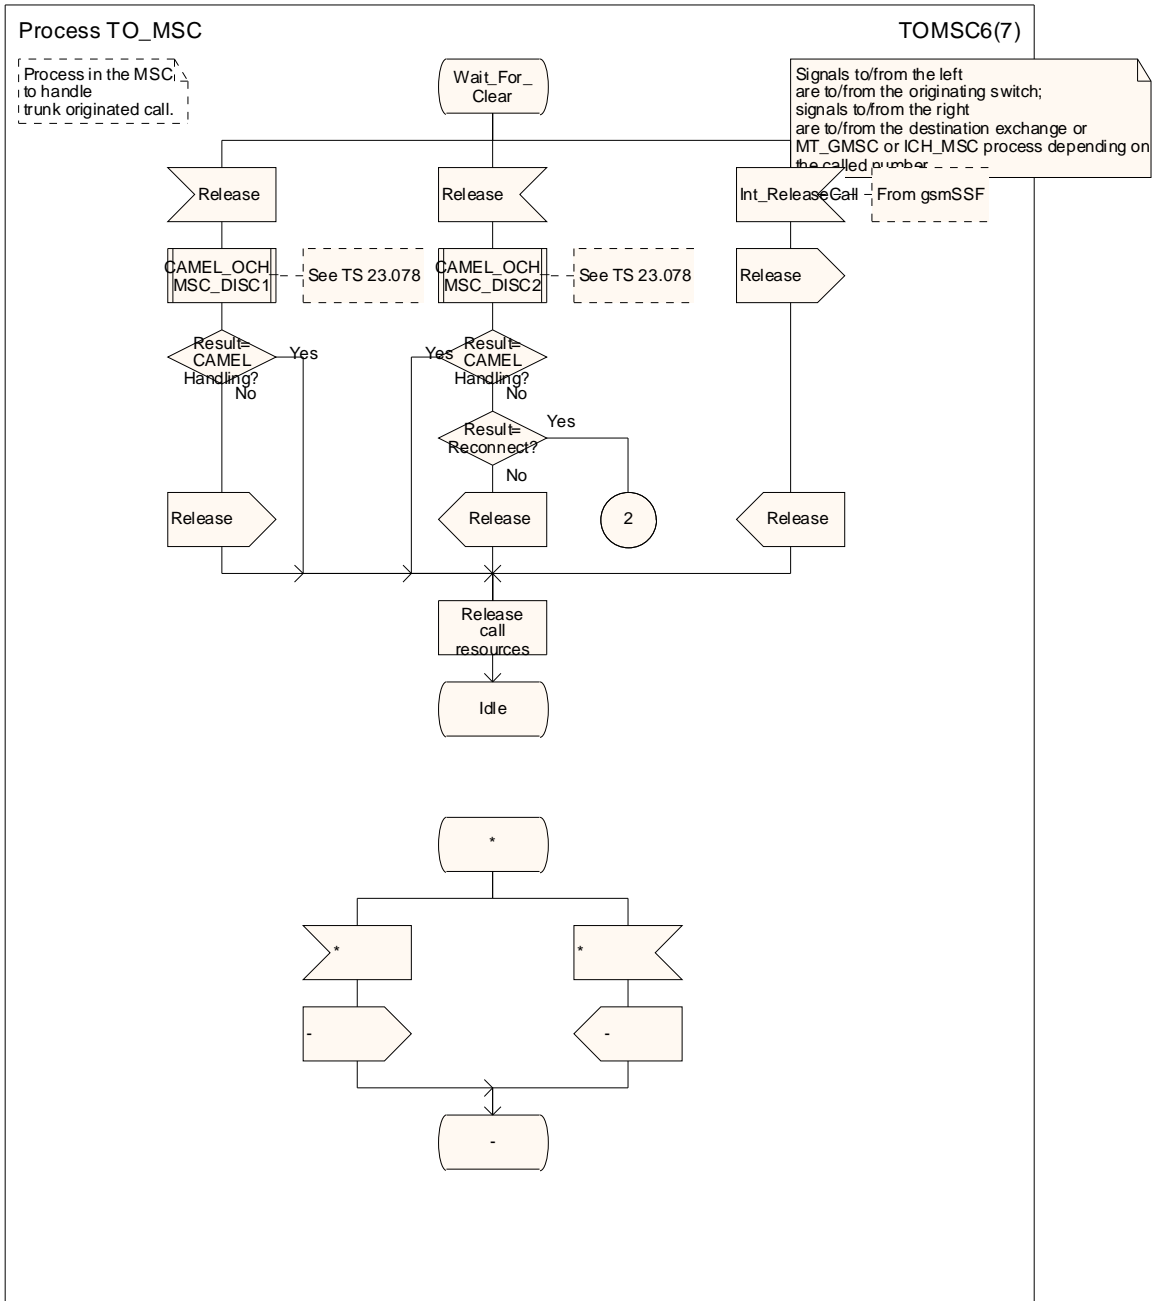 Process TO_MSC
TOMSC6(7)
Process in the MSC
to handle
trunk originated call.
Wait_For_
Clear
Signals to/from the left
are to/from the originating switch;
signals to/from the right
are to/from the destination exchange or
MT_GMSC or ICH_MSC process depending on
the called number
Release
Release
Int_ReleaseCall
From gsmSSF
CAMEL_OCH_
MSC_DISC1
See TS 23.078
CAMEL_OCH_
MSC_DISC2
See TS 23.078
Release
Result=
CAMEL
Handling?
Yes
No
Yes
Result=
CAMEL
Handling?
No
Result=
Reconnect?
Yes
No
Release
Release
2
Release
Release
call
resources
Idle
*
*
*
-
-
-